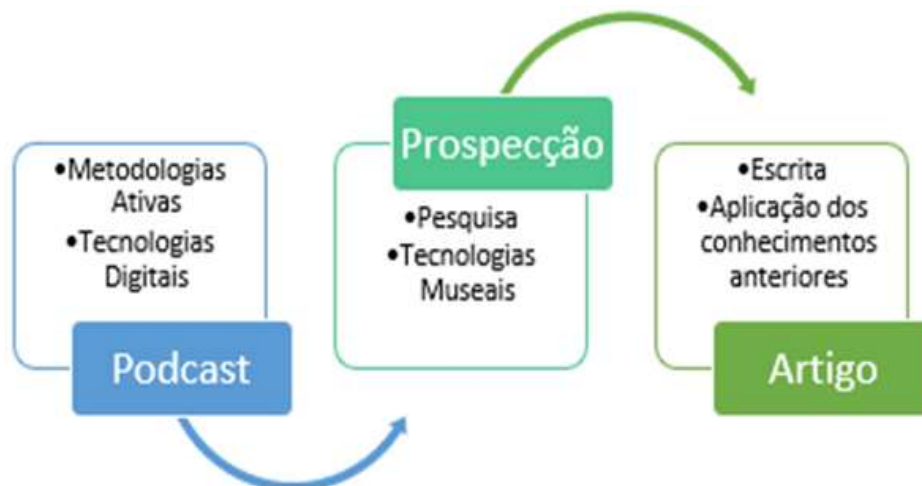 •Metodologias
Ativas
•Tecnologias
Digitais
Podcast
Prospecção
•Pesquisa
•Tecnologias
Museais
•Escrita
•Aplicação dos
conhecimentos
anteriores
Artigo